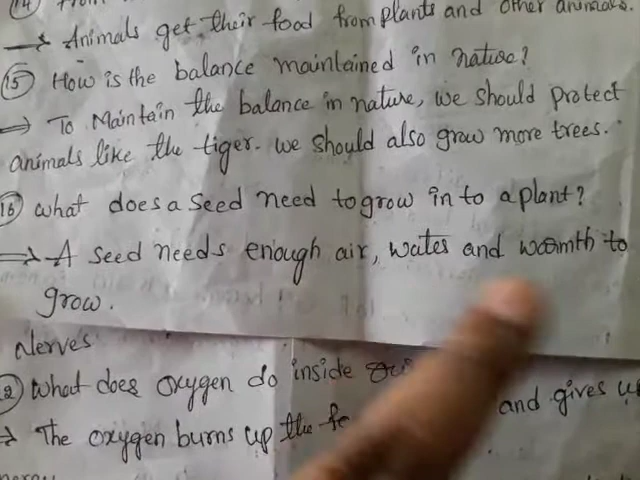 (14) From
→ Animals get their food from plants and other animals.
(15) How is the balance maintained in nature?
⇒ To Maintain the balance in nature, we should protect
animals like the tiger. we should also grow more trees.
(16) what does a seed need to grow in to a plant?
⇒ A seed needs enough air, water and warmth to
grow.
Nerves
2) What does oxygen do inside
→ The oxygen burns up the and gives up